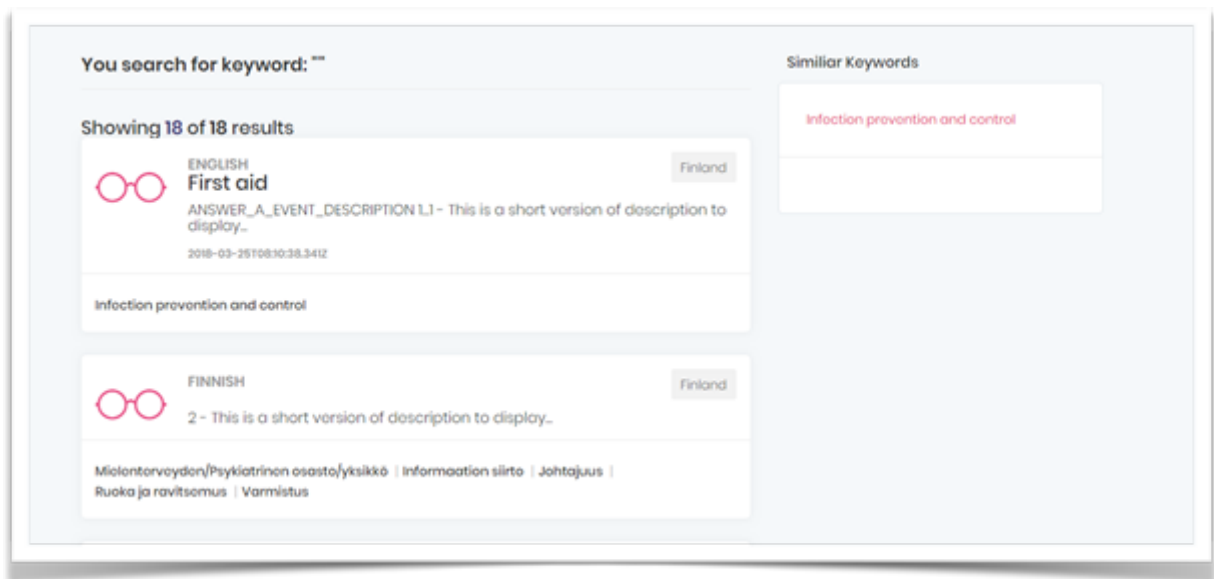 You search for keyword: ""
Similiar Keywords
Infection prevention and control
Showing 18 of 18 results
ENGLISH
Finland
First aid
ANSWER_A_EVENT_DESCRIPTION 1..1 - This is a short version of description to
display...
2018-03-25T08:10:38.341Z
Infection prevention and control
FINNISH
Finland
2 - This is a short version of description to display...
Mielenterveyden/Psykiatrinen osasto/yksikkö | Informaation siirto | Johtajuus |
Ruoka ja ravitsemus | Varmistus